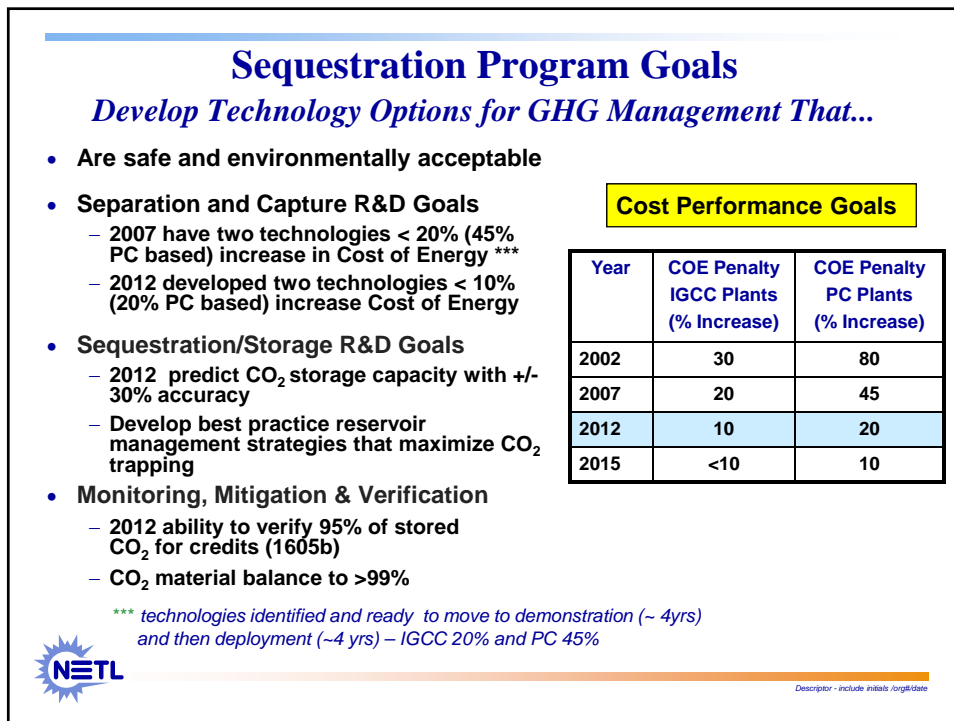 Sequestration Program Goals
Develop Technology Options for GHG Management That...
• Are safe and environmentally acceptable
• Separation and Capture R&D Goals
– 2007 have two technologies < 20% (45%
PC based) increase in Cost of Energy ***
– 2012 developed two technologies < 10%
(20% PC based) increase Cost of Energy
• Sequestration/Storage R&D Goals
– 2012 predict CO2 storage capacity with +/-
30% accuracy
– Develop best practice reservoir
management strategies that maximize CO2
trapping
• Monitoring, Mitigation & Verification
– 2012 ability to verify 95% of stored
CO2 for credits (1605b)
– CO2 material balance to >99%
Cost Performance Goals
Year COE Penalty COE Penalty
IGCC Plants PC Plants
(% Increase) (% Increase)
2002 30 80
2007 20 45
2012 10 20
2015 <10 10
*** technologies identified and ready to move to demonstration (~ 4yrs)
and then deployment (~4 yrs) – IGCC 20% and PC 45%
NETL
Descriptor - include initials /org#/date